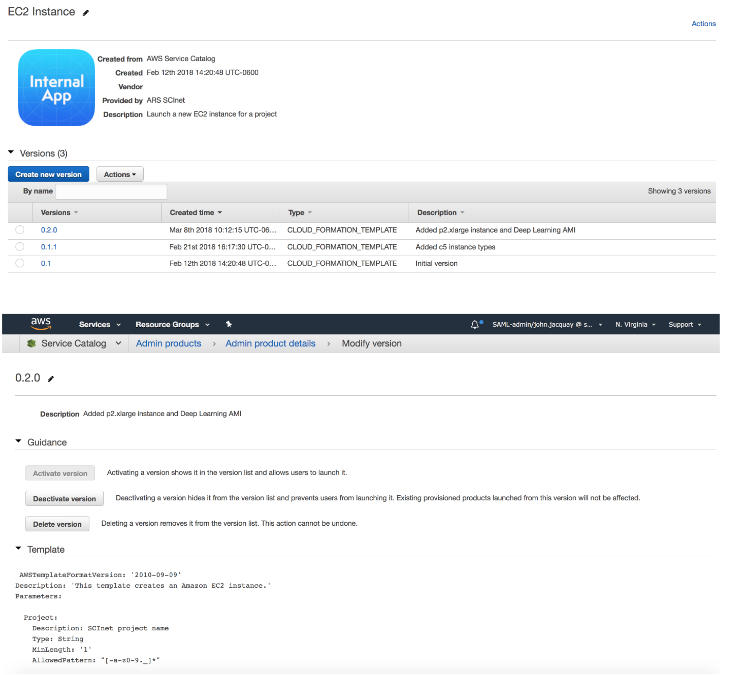 EC2 Instance
Actions
Internal
App
Created from AWS Service Catalog
Created Feb 12th 2018 14:20:48 UTC-0600
Vendor
Provided by ARS SCInet
Description Launch a new EC2 instance for a project
Versions (3)
Create new version Actions
By name Showing 3 versions
Versions Created time Type Description
0.2.0 Mar 8th 2018 10:12:15 UTC-06... CLOUD_FORMATION_TEMPLATE Added p2.xlarge instance and Deep Learning AMI
0.1.1 Feb 21st 2018 16:17:30 UTC-0... CLOUD_FORMATION_TEMPLATE Added c5 instance types
0.1 Feb 12th 2018 14:20:48 UTC-0... CLOUD_FORMATION_TEMPLATE Initial version
aws Services Resource Groups SAML-admin/john.jacquay @ s... N. Virginia Support
Service Catalog Admin products › Admin product details › Modify version
0.2.0
Description Added p2.xlarge instance and Deep Learning AMI
Guidance
Activate version Activating a version shows it in the version list and allows users to launch it.
Deactivate version Deactivating a version hides it from the version list and prevents users from launching it. Existing provisioned products launched from this version will not be affected.
Delete version Deleting a version removes it from the version list. This action cannot be undone.
Template
AWSTemplateFormatVersion: '2010-09-09'
Description: 'This template creates an Amazon EC2 instance.'
Parameters:
Project:
Description: SCInet project name
Type: String
MinLength: '1'
AllowedPattern: "[-a-z0-9._]*"